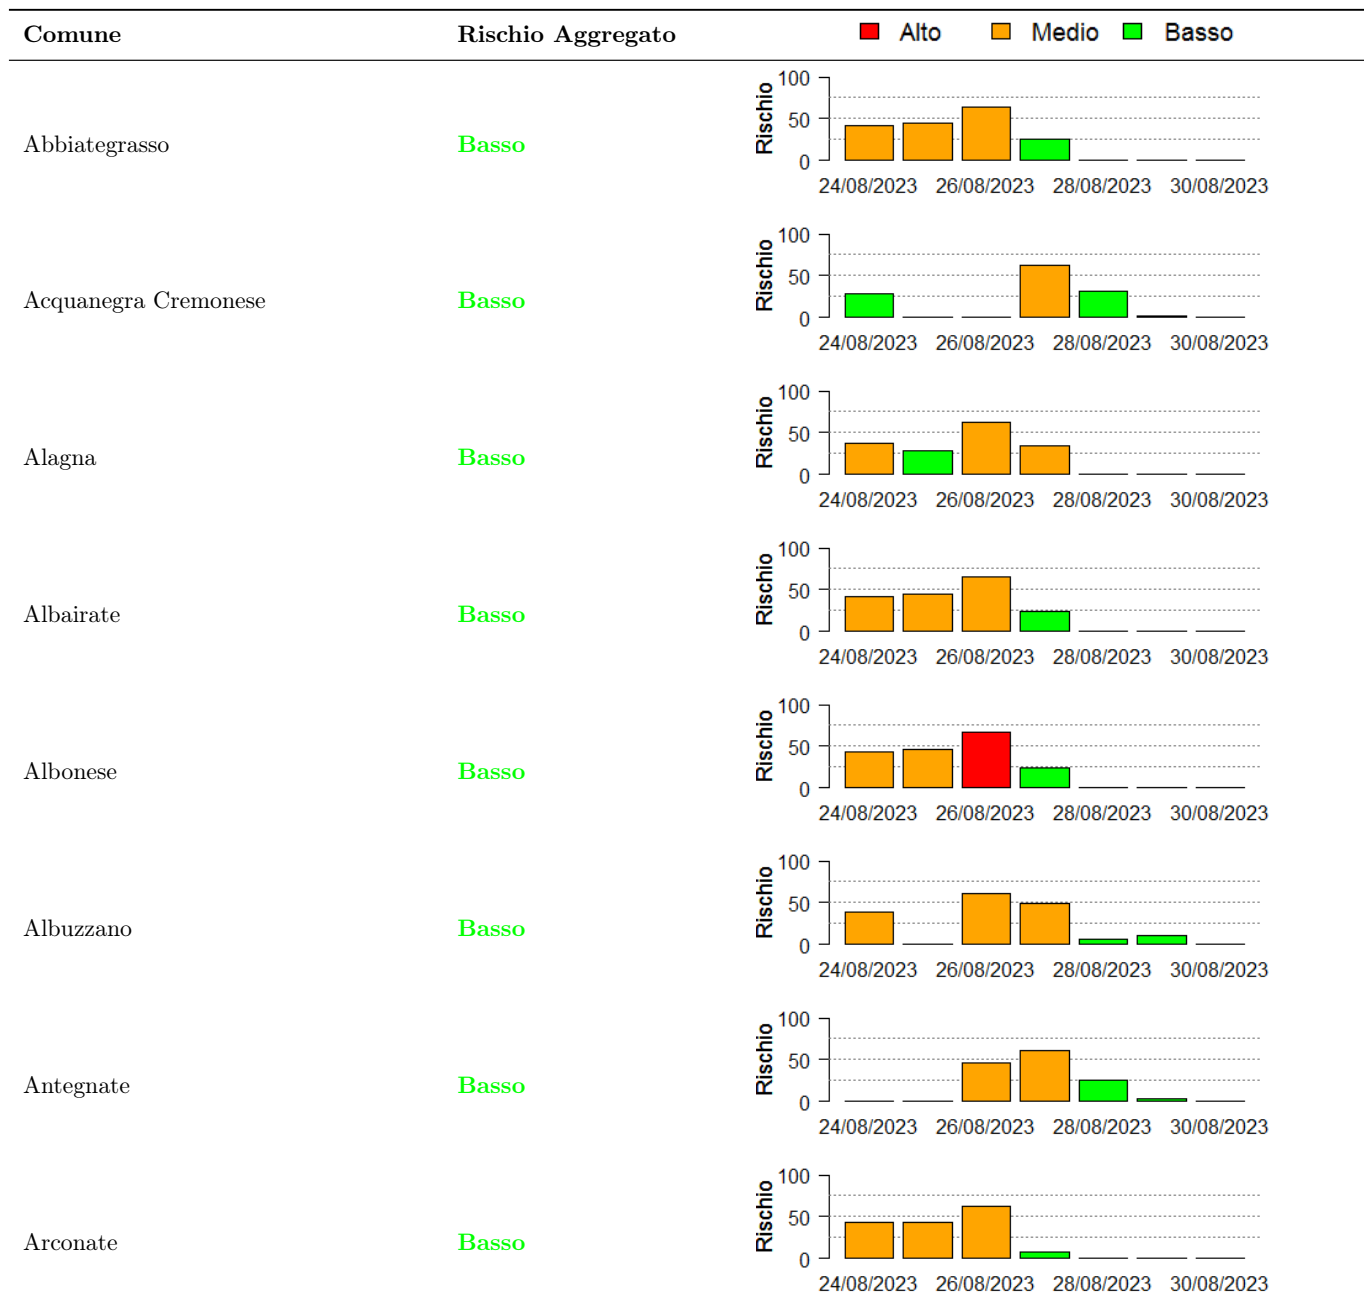 Comune Rischio Aggregato Alto Medio Basso
100
50
0
Rischio
Abbiategrasso Basso
24/08/2023 26/08/2023 28/08/2023 30/08/2023
100
50
0
Rischio
Acquanegra Cremonese Basso
24/08/2023 26/08/2023 28/08/2023 30/08/2023
100
50
0
Rischio
Alagna Basso
24/08/2023 26/08/2023 28/08/2023 30/08/2023
100
50
0
Rischio
Albairate Basso
24/08/2023 26/08/2023 28/08/2023 30/08/2023
100
50
0
Rischio
Albonese Basso
24/08/2023 26/08/2023 28/08/2023 30/08/2023
100
50
0
Rischio
Albuzzano Basso
24/08/2023 26/08/2023 28/08/2023 30/08/2023
100
50
0
Rischio
Antegnate Basso
24/08/2023 26/08/2023 28/08/2023 30/08/2023
100
50
0
Rischio
Arconate Basso
24/08/2023 26/08/2023 28/08/2023 30/08/2023